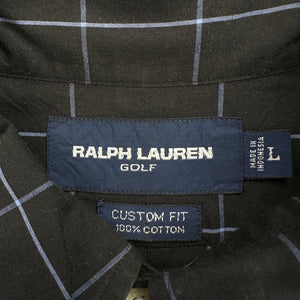 RALPH LAUREN
GOLF
MADE IN
INDONESIA
L
CUSTOM FIT
100% COTTON